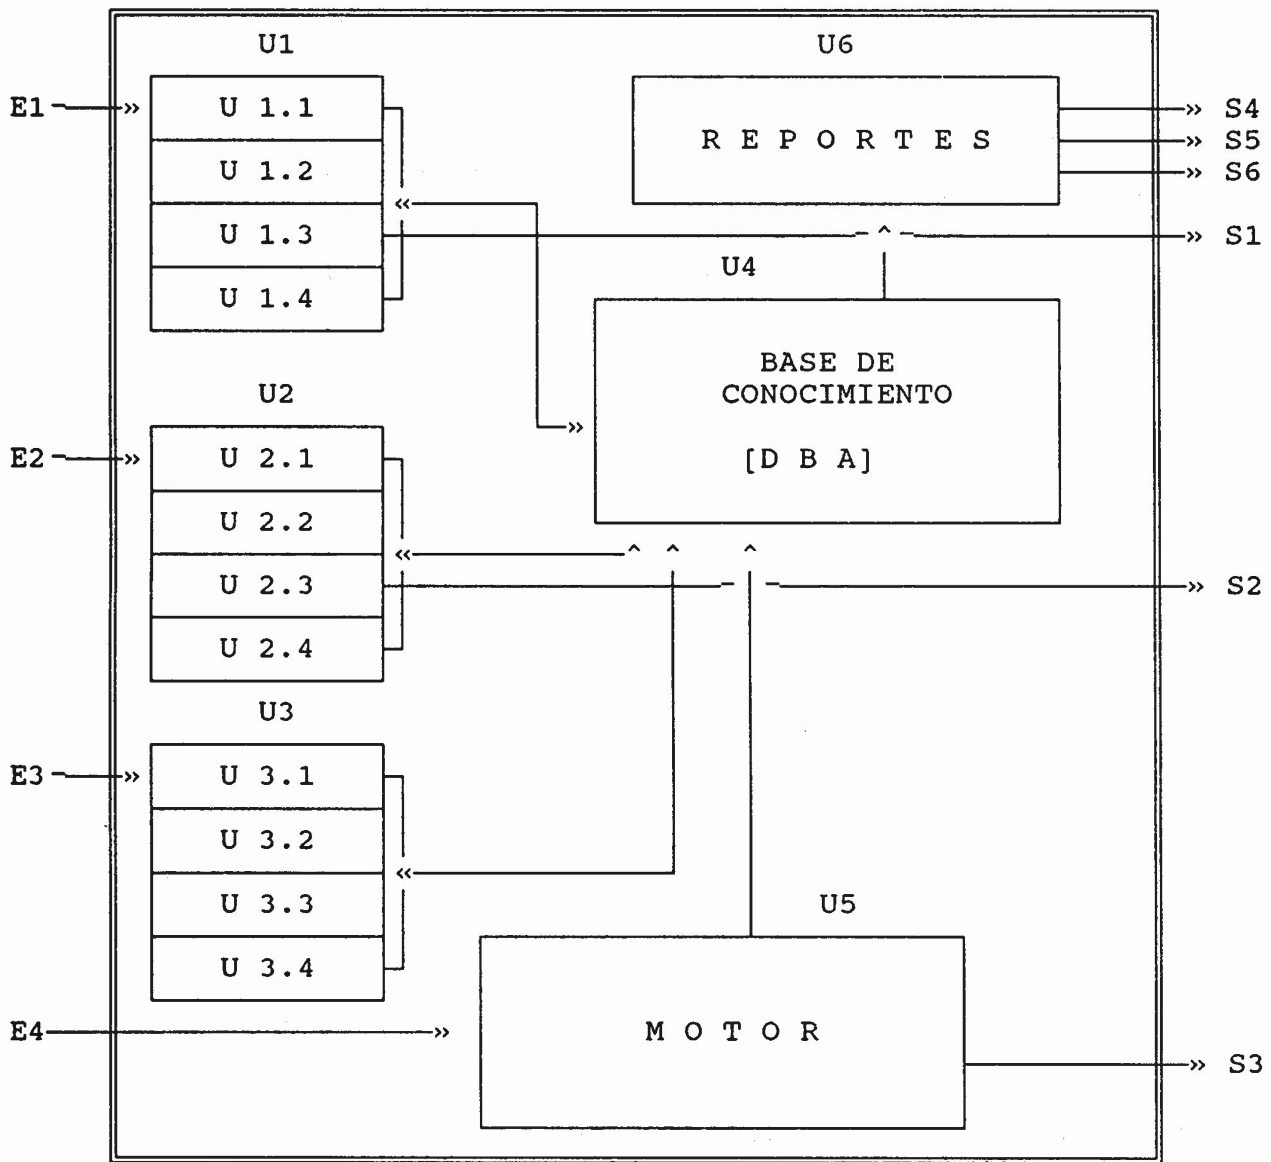 U1
U6
E1
U 1.1
U 1.2
U 1.3
U 1.4
R E P O R T E S
S4
S5
S6
S1
U4
BASE DE
CONOCIMIENTO
[D B A]
U2
E2
U 2.1
U 2.2
U 2.3
U 2.4
S2
U3
E3
U 3.1
U 3.2
U 3.3
U 3.4
U5
E4
M O T O R
S3